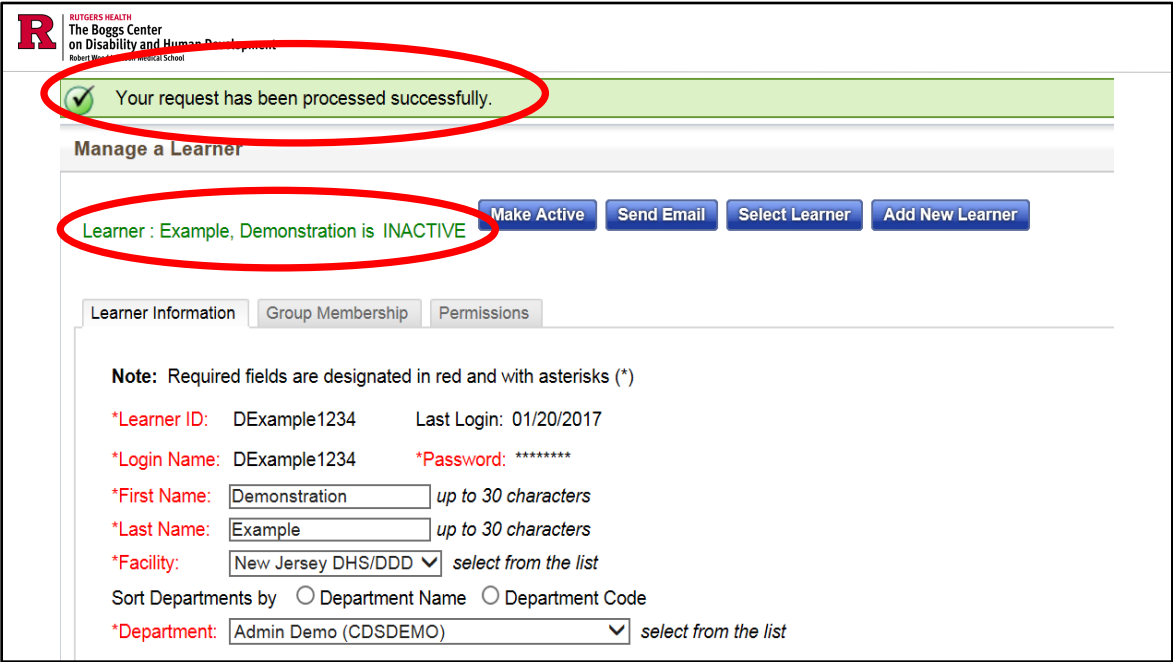 RUTGERS HEALTH
The Boggs Center
on Disability and Human Development
Robert Wood Johnson Medical School
Your request has been processed successfully.
Manage a Learner
Learner : Example, Demonstration is INACTIVE Make Active Send Email Select Learner Add New Learner
Learner Information Group Membership Permissions
Note: Required fields are designated in red and with asterisks (*)
*Learner ID: DExample1234 Last Login: 01/20/2017
*Login Name: DExample1234 *Password: ********
*First Name: Demonstration up to 30 characters
*Last Name: Example up to 30 characters
*Facility: New Jersey DHS/DDD select from the list
Sort Departments by Department Name Department Code
*Department: Admin Demo (CDSDEMO) select from the list